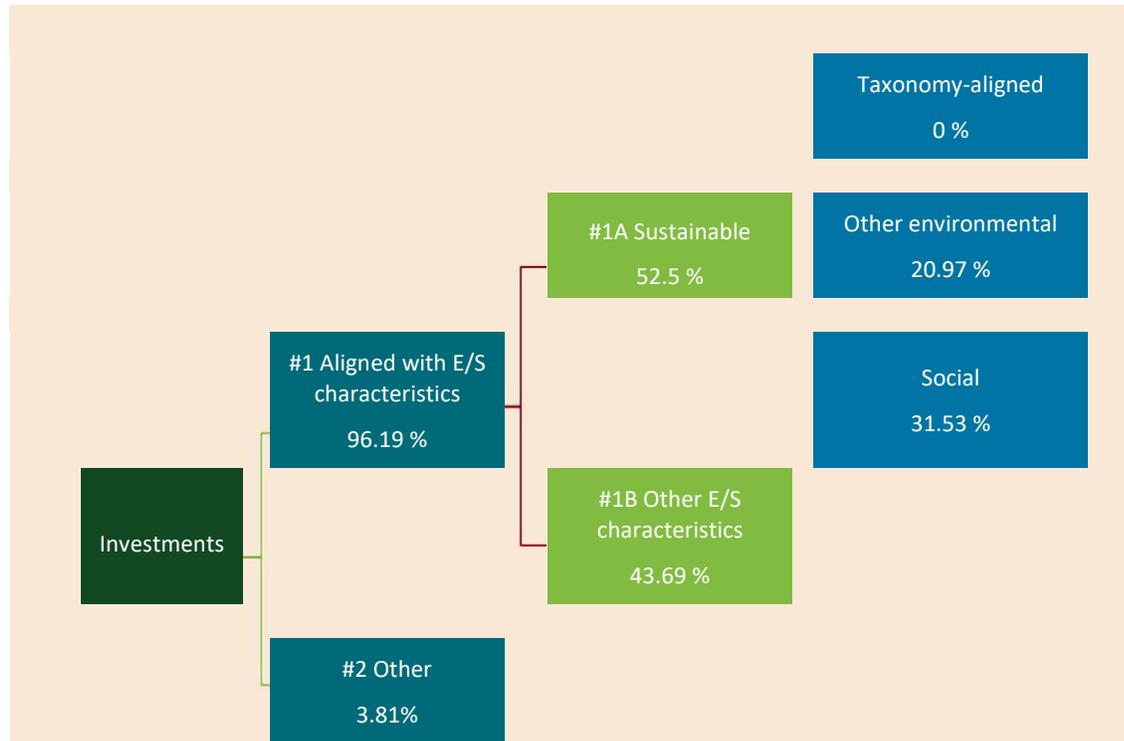 Taxonomy-aligned
0 %
#1A Sustainable
52.5 %
Other environmental
20.97 %
#1 Aligned with E/S
characteristics
96.19 %
Social
31.53 %
Investments
#1B Other E/S
characteristics
43.69 %
#2 Other
3.81%